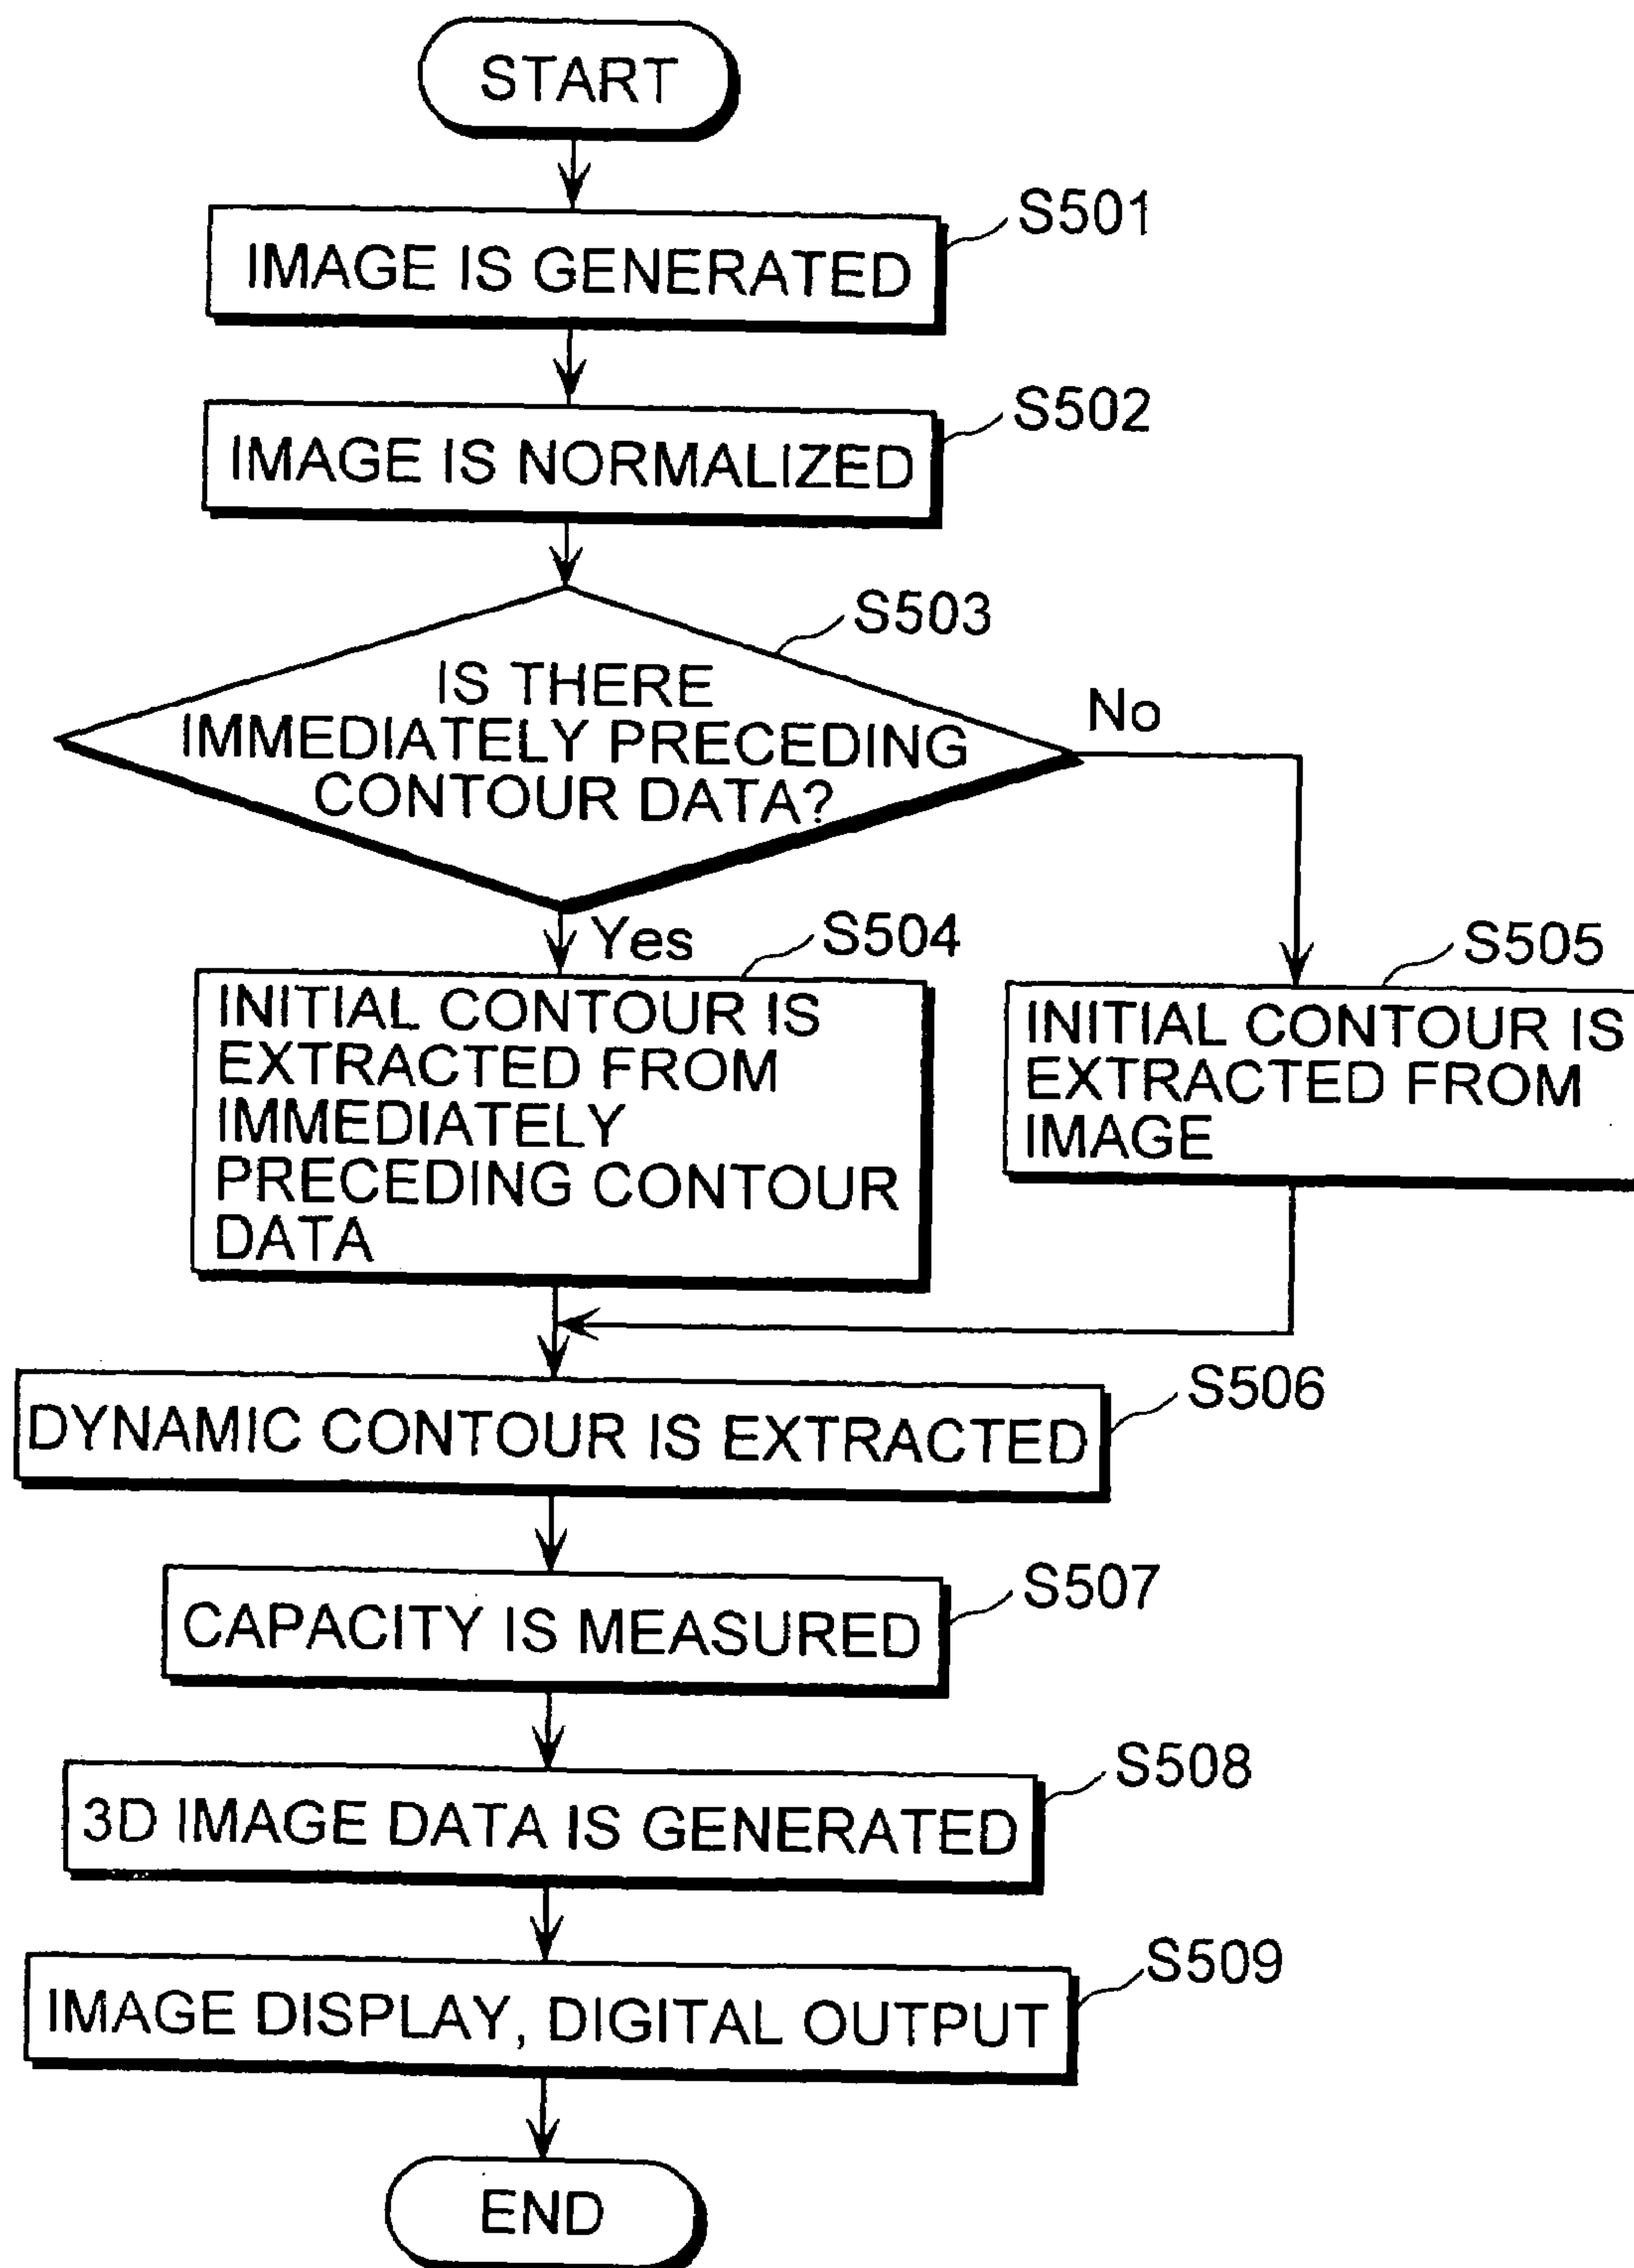 START
S501
IMAGE IS GENERATED
S502
IMAGE IS NORMALIZED
S503
IS THERE
IMMEDIATELY PRECEDING
CONTOUR DATA?
No
Yes
S504
INITIAL CONTOUR IS
EXTRACTED FROM
IMMEDIATELY
PRECEDING CONTOUR
DATA
S505
INITIAL CONTOUR IS
EXTRACTED FROM
IMAGE
S506
DYNAMIC CONTOUR IS EXTRACTED
S507
CAPACITY IS MEASURED
S508
3D IMAGE DATA IS GENERATED
S509
IMAGE DISPLAY, DIGITAL OUTPUT
END